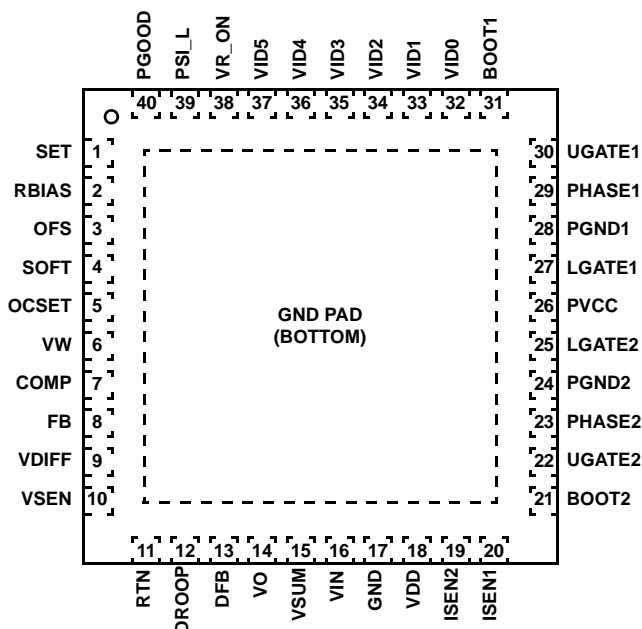 PGOOD
PSI_L
VR_ON
VID5
VID4
VID3
VID2
VID1
VID0
BOOT1
40
39
38
37
36
35
34
33
32
31
SET 1
RBIAS 2
OFS 3
SOFT 4
OCSET 5
VW 6
COMP 7
FB 8
VDIFF 9
VSEN 10
GND PAD
(BOTTOM)
30 UGATE1
29 PHASE1
28 PGND1
27 LGATE1
26 PVCC
25 LGATE2
24 PGND2
23 PHASE2
22 UGATE2
21 BOOT2
11
12
13
14
15
16
17
18
19
20
RTN
DROOP
DFB
VO
VSUM
VIN
GND
VDD
ISEN2
ISEN1